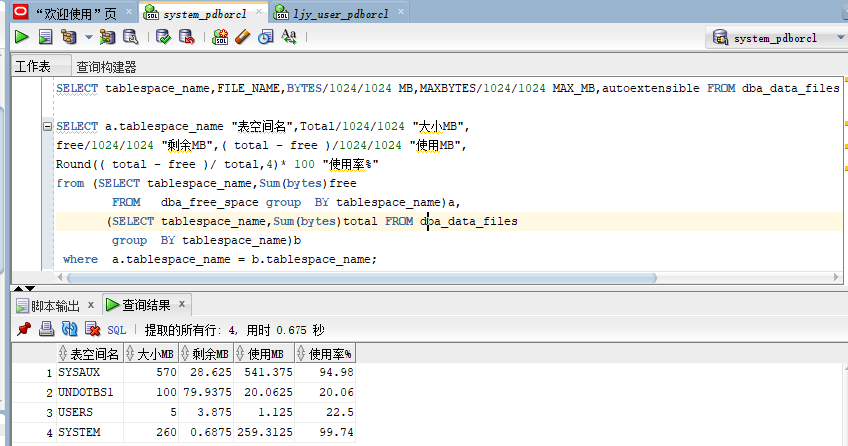 “欢迎使用”页 system_pdborcl ljy_user_pdborcl
system_pdborcl
工作表 查询构建器
SELECT tablespace_name,FILE_NAME,BYTES/1024/1024 MB,MAXBYTES/1024/1024 MAX_MB,autoextensible FROM dba_data_files
SELECT a.tablespace_name "表空间名",Total/1024/1024 "大小MB",
free/1024/1024 "剩余MB",( total - free )/1024/1024 "使用MB",
Round(( total - free )/ total,4)* 100 "使用率%"
from (SELECT tablespace_name,Sum(bytes)free
FROM   dba_free_space group  BY tablespace_name)a,
(SELECT tablespace_name,Sum(bytes)total FROM dba_data_files
group  BY tablespace_name)b
where  a.tablespace_name = b.tablespace_name;
脚本输出 x 查询结果 x
SQL | 提取的所有行: 4, 用时 0.675 秒
表空间名 大小MB 剩余MB 使用MB 使用率%
1 SYSAUX 570 28.625 541.375 94.98
2 UNDOTBS1 100 79.9375 20.0625 20.06
3 USERS 5 3.875 1.125 22.5
4 SYSTEM 260 0.6875 259.3125 99.74